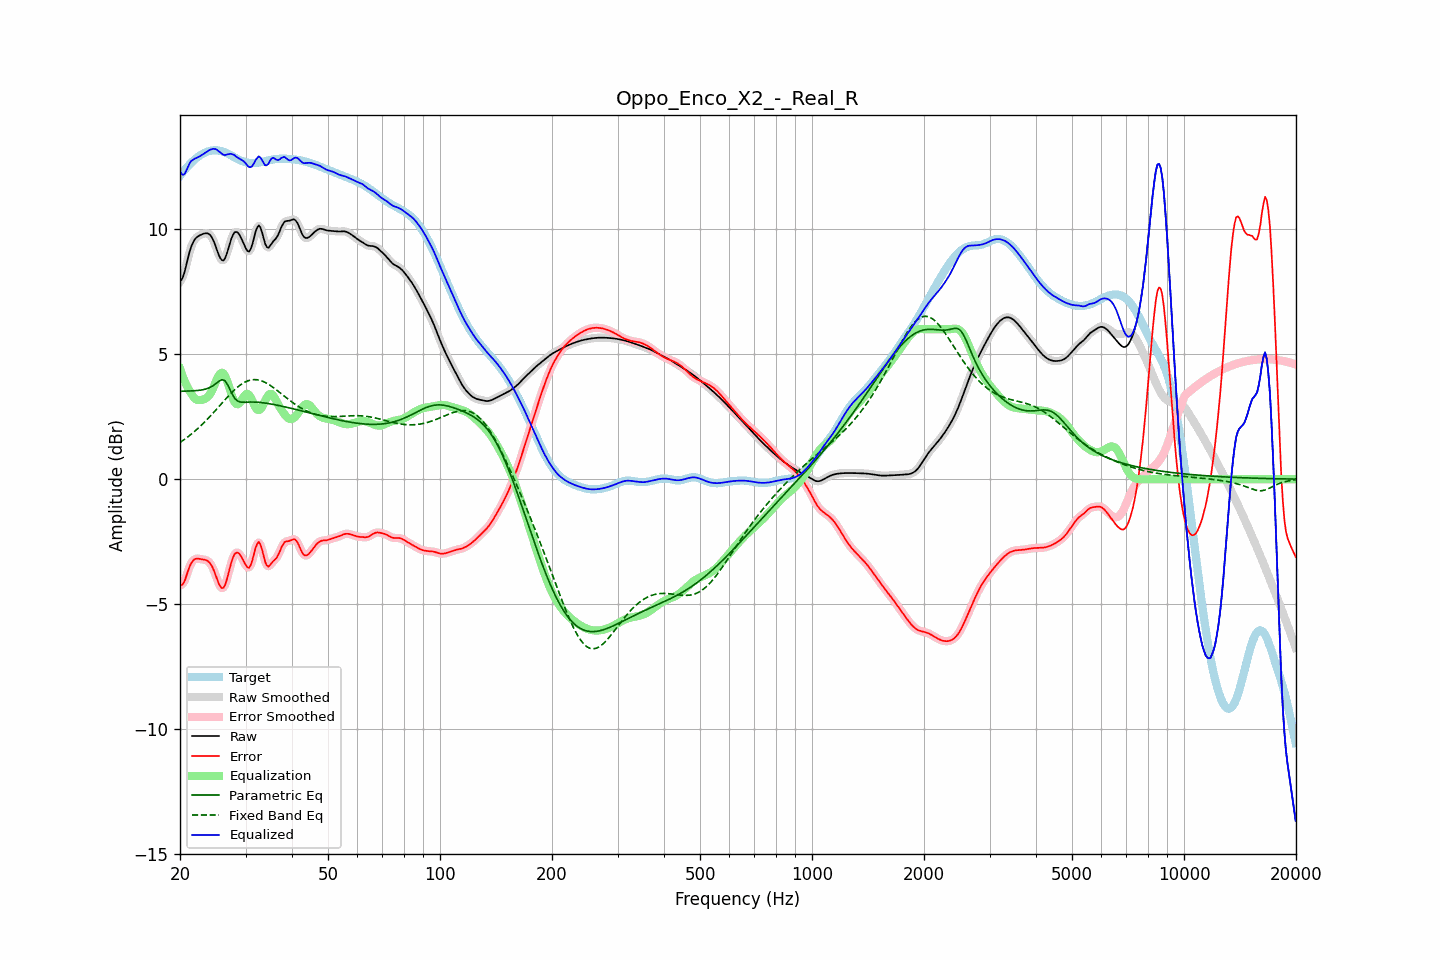 Oppo_Enco_X2_-_Real_R
Amplitude (dBr)
10
5
0
−5
−10
−15
Target
Raw Smoothed
Error Smoothed
Raw
Error
Equalization
Parametric Eq
Fixed Band Eq
Equalized
20 50 100 200 500 1000 2000 5000 10000 20000
Frequency (Hz)